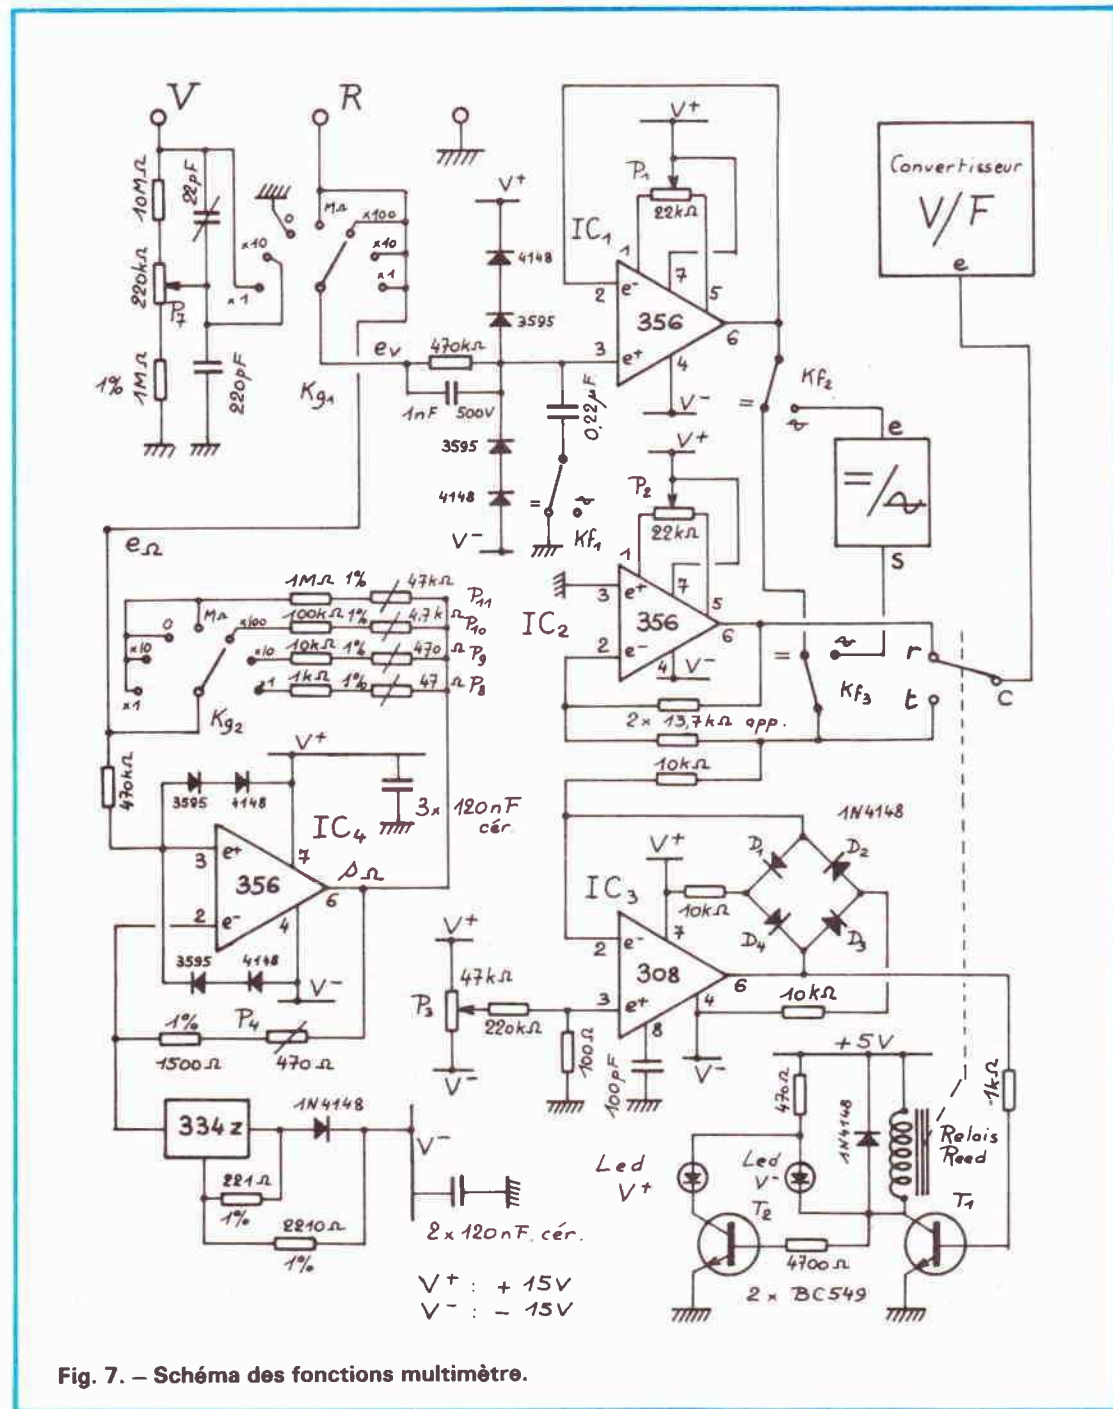 V
R
10MΩ
22pF
220kΩ
P7
1% 1MΩ
220pF
x1
x10
0
MΩ
x100
x10
x1
Kg1
eΩ
ev
470kΩ
1nF 500V
V+
4148
3595
3595
4148
V-
0,22µF
=
~
Kf1
V+
P1
22kΩ
IC1
1
7
5
2
e-
356
6
3
e+
4
V-
Convertisseur
V/F
e
Kf2
=
~
e
=/~
S
V+
P2
22kΩ
1
7
5
IC2
3
e+
356
6
2
e-
4
V-
2x 13,7kΩ app.
10kΩ
=
~
Kf3
r
t
C
1MΩ 1% 47kΩ P11
100kΩ 1% 4,7kΩ P10
10kΩ 1% 470Ω P9
1kΩ 1% 47Ω P8
0
MΩ
x100
x10
x10
x1
x1
Kg2
470kΩ
V+
3595
4148
3x 120nF
cér.
IC4
3
e+
7
356
6
sΩ
2
e-
4
3595
4148
V-
1%
1500Ω
P4
470Ω
334z
1N4148
V-
221Ω
1%
2210Ω
1%
2x 120nF. cér.
V+ : + 15V
V- : - 15V
V+
47kΩ
P3
V-
220kΩ
100Ω
IC3
V+
7
10kΩ
2
e-
308
6
3
e+
4
8
100pF
V-
10kΩ
1N4148
D1
D2
D4
D3
+5V
470Ω
1N4148
Relais
Reed
1kΩ
Led
V+
Led
V-
T2
T1
4700Ω
2x BC549
Fig. 7. – Schéma des fonctions multimètre.